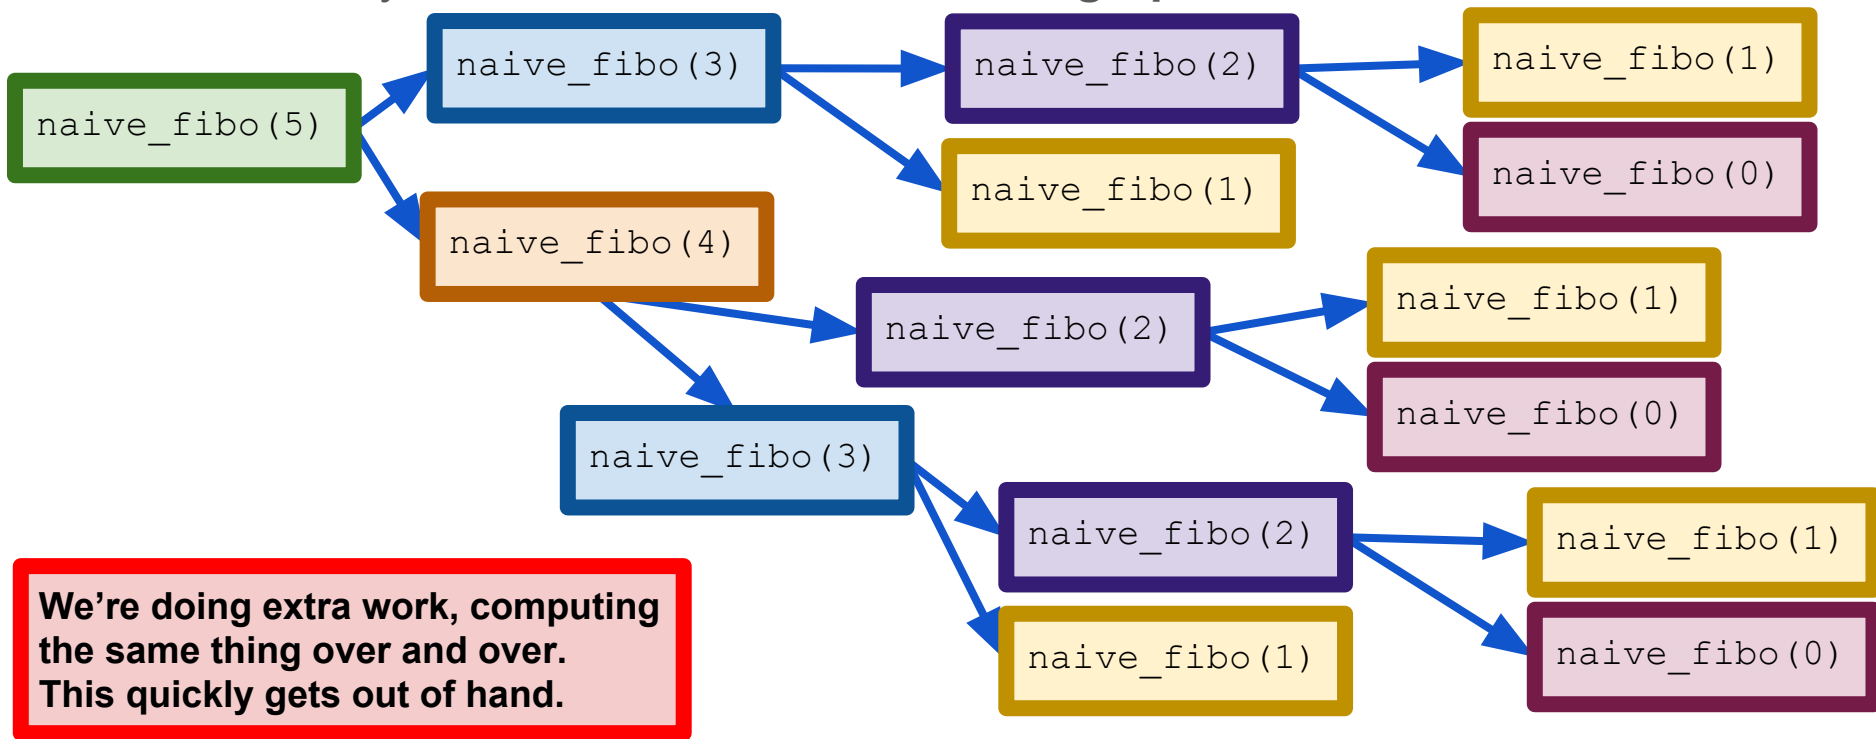 naive_fibo(3)
naive_fibo(2)
naive_fibo(1)
naive_fibo(5)
naive_fibo(0)
naive_fibo(1)
naive_fibo(4)
naive_fibo(1)
naive_fibo(2)
naive_fibo(0)
naive_fibo(3)
naive_fibo(2)
naive_fibo(1)
naive_fibo(1)
naive_fibo(0)
We’re doing extra work, computing
the same thing over and over.
This quickly gets out of hand.